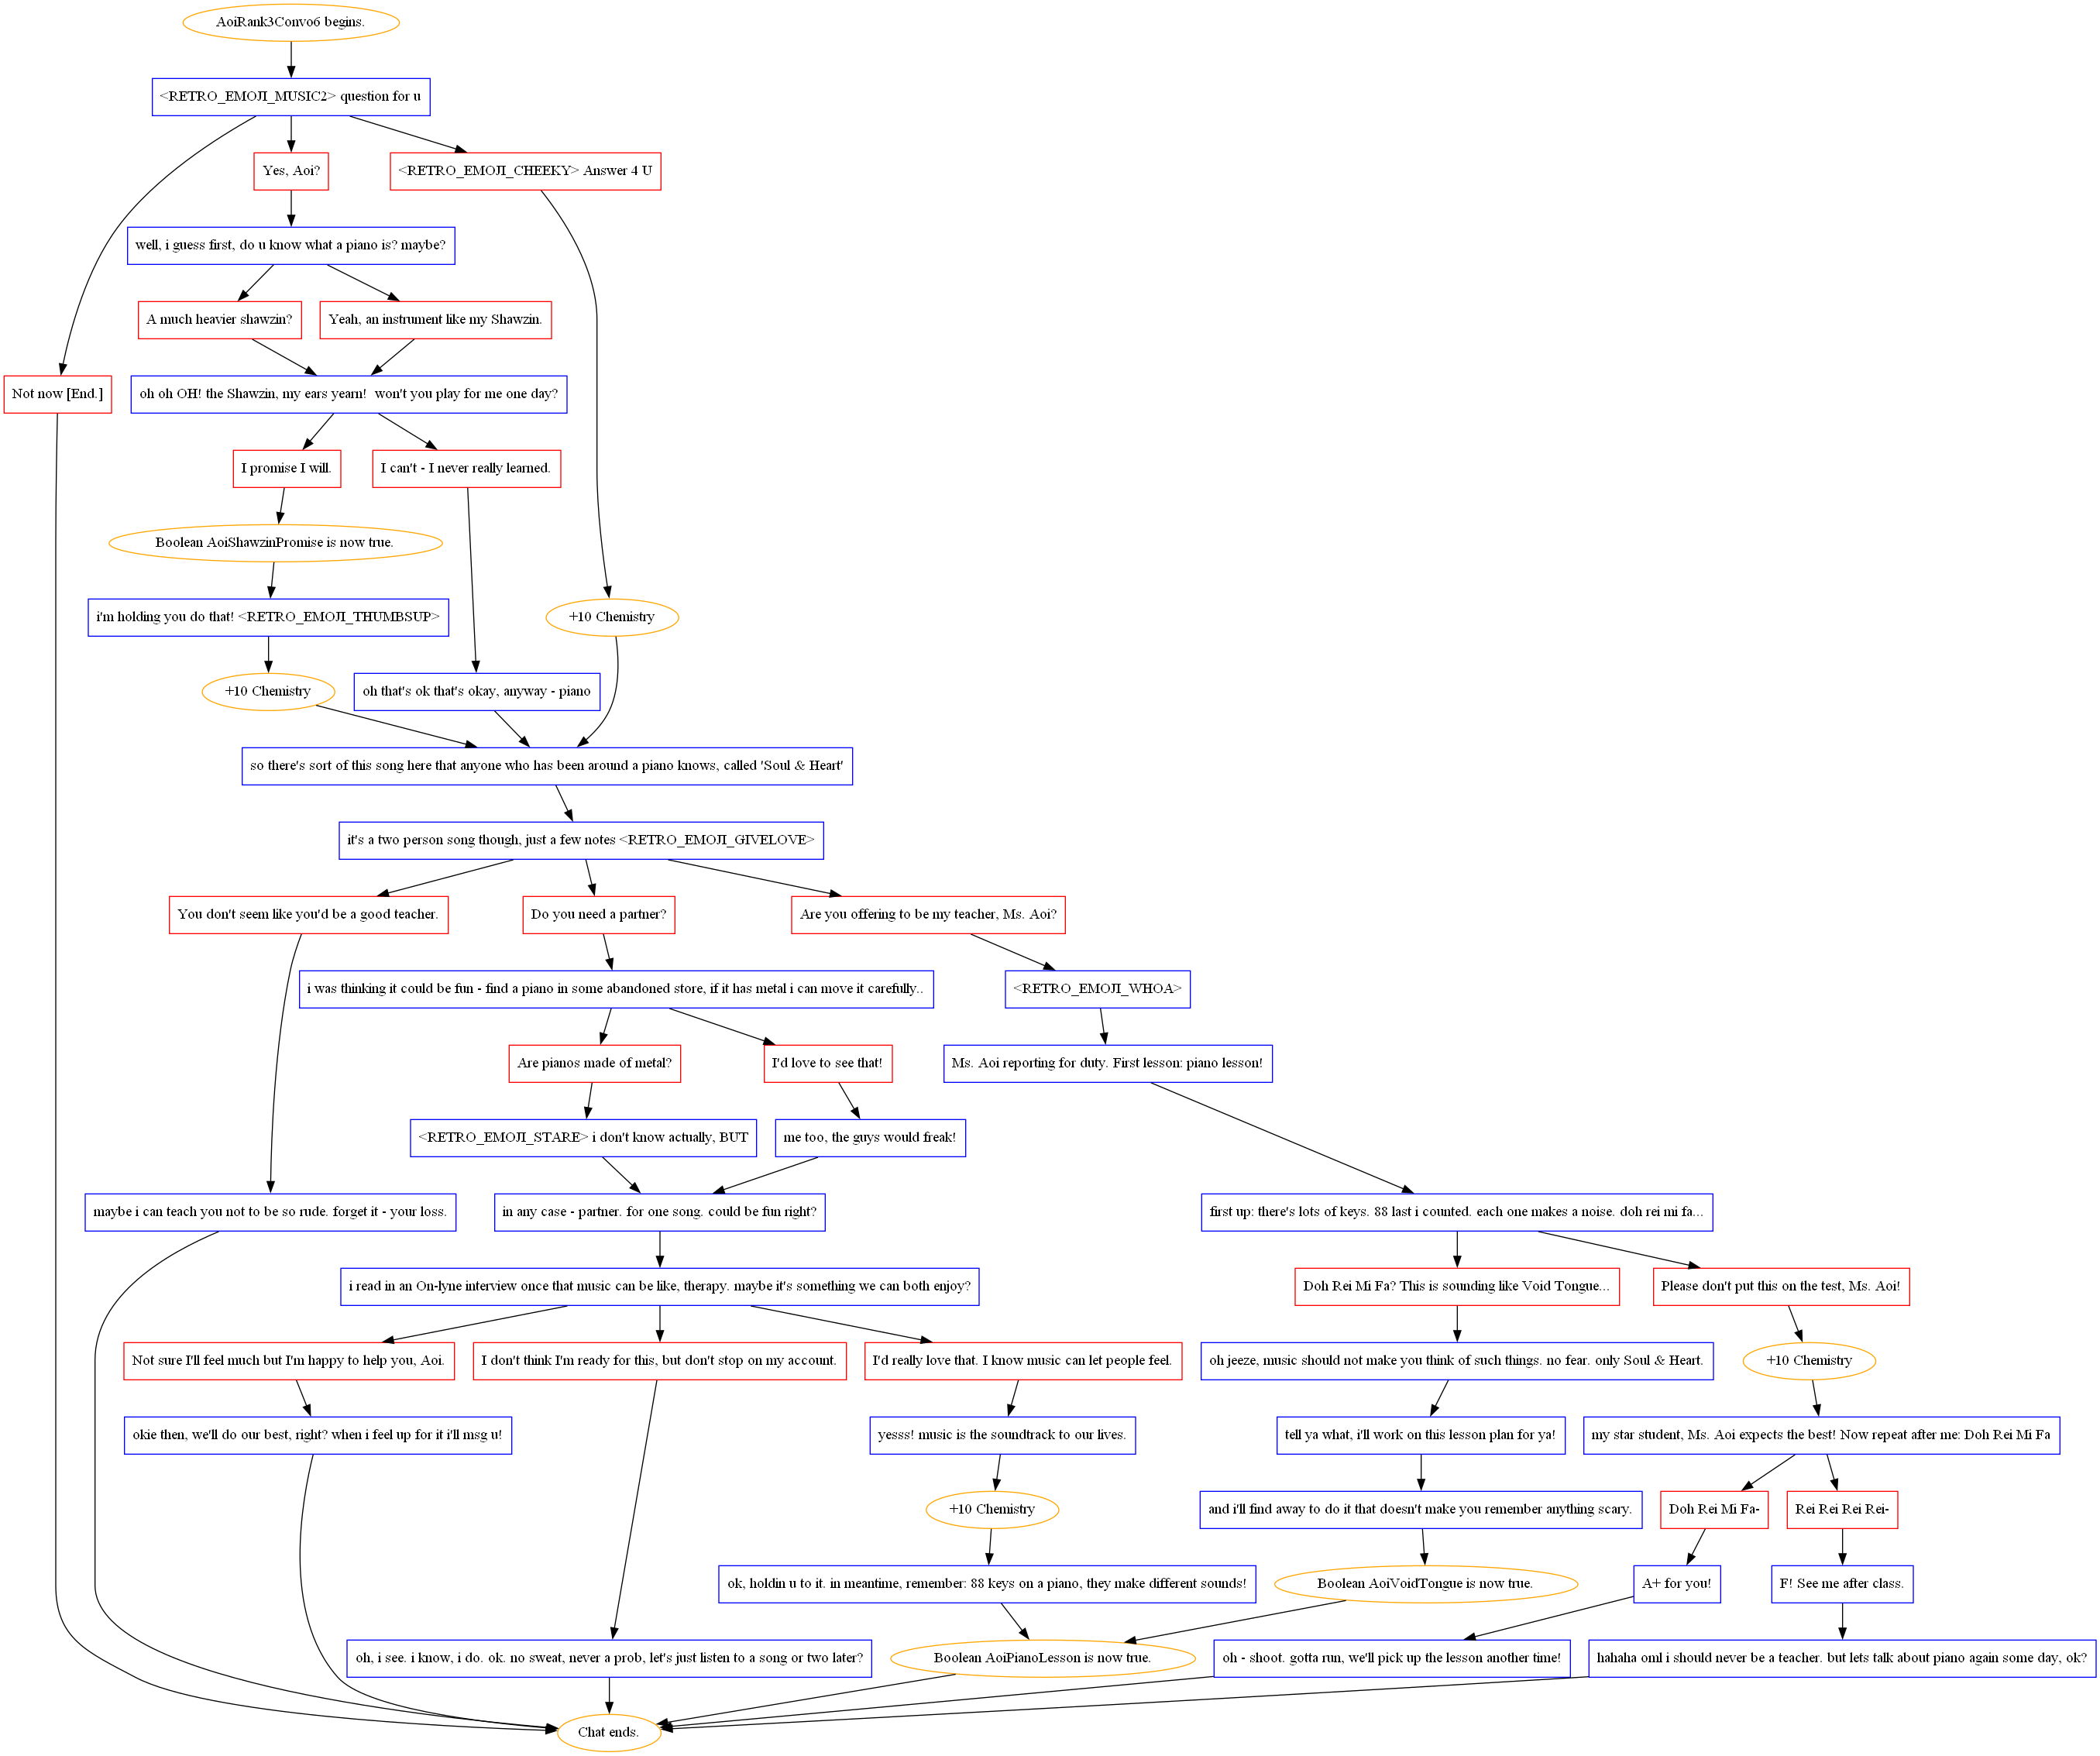 AoiRank3Convo6 begins.
<RETRO_EMOJI_MUSIC2> question for u
Yes, Aoi?
<RETRO_EMOJI_CHEEKY> Answer 4 U
well, i guess first, do u know what a piano is? maybe?
A much heavier shawzin?
Yeah, an instrument like my Shawzin.
Not now [End.]
oh oh OH! the Shawzin, my ears yearn!  won't you play for me one day?
I promise I will.
I can't - I never really learned.
Boolean AoiShawzinPromise is now true.
i'm holding you do that! <RETRO_EMOJI_THUMBSUP>
+10 Chemistry
+10 Chemistry
oh that's ok that's okay, anyway - piano
so there's sort of this song here that anyone who has been around a piano knows, called 'Soul & Heart'
it's a two person song though, just a few notes <RETRO_EMOJI_GIVELOVE>
You don't seem like you'd be a good teacher.
Do you need a partner?
Are you offering to be my teacher, Ms. Aoi?
i was thinking it could be fun - find a piano in some abandoned store, if it has metal i can move it carefully..
<RETRO_EMOJI_WHOA>
Are pianos made of metal?
I'd love to see that!
Ms. Aoi reporting for duty. First lesson: piano lesson!
<RETRO_EMOJI_STARE> i don't know actually, BUT
me too, the guys would freak!
maybe i can teach you not to be so rude. forget it - your loss.
in any case - partner. for one song. could be fun right?
first up: there's lots of keys. 88 last i counted. each one makes a noise. doh rei mi fa...
i read in an On-lyne interview once that music can be like, therapy. maybe it's something we can both enjoy?
Doh Rei Mi Fa? This is sounding like Void Tongue...
Please don't put this on the test, Ms. Aoi!
Not sure I'll feel much but I'm happy to help you, Aoi.
I don't think I'm ready for this, but don't stop on my account.
I'd really love that. I know music can let people feel.
oh jeeze, music should not make you think of such things. no fear. only Soul & Heart.
+10 Chemistry
okie then, we'll do our best, right? when i feel up for it i'll msg u!
yesss! music is the soundtrack to our lives.
tell ya what, i'll work on this lesson plan for ya!
my star student, Ms. Aoi expects the best! Now repeat after me: Doh Rei Mi Fa
+10 Chemistry
and i'll find away to do it that doesn't make you remember anything scary.
Doh Rei Mi Fa-
Rei Rei Rei Rei-
ok, holdin u to it. in meantime, remember: 88 keys on a piano, they make different sounds!
Boolean AoiVoidTongue is now true.
A+ for you!
F! See me after class.
oh, i see. i know, i do. ok. no sweat, never a prob, let's just listen to a song or two later?
Boolean AoiPianoLesson is now true.
oh - shoot. gotta run, we'll pick up the lesson another time!
hahaha oml i should never be a teacher. but lets talk about piano again some day, ok?
Chat ends.